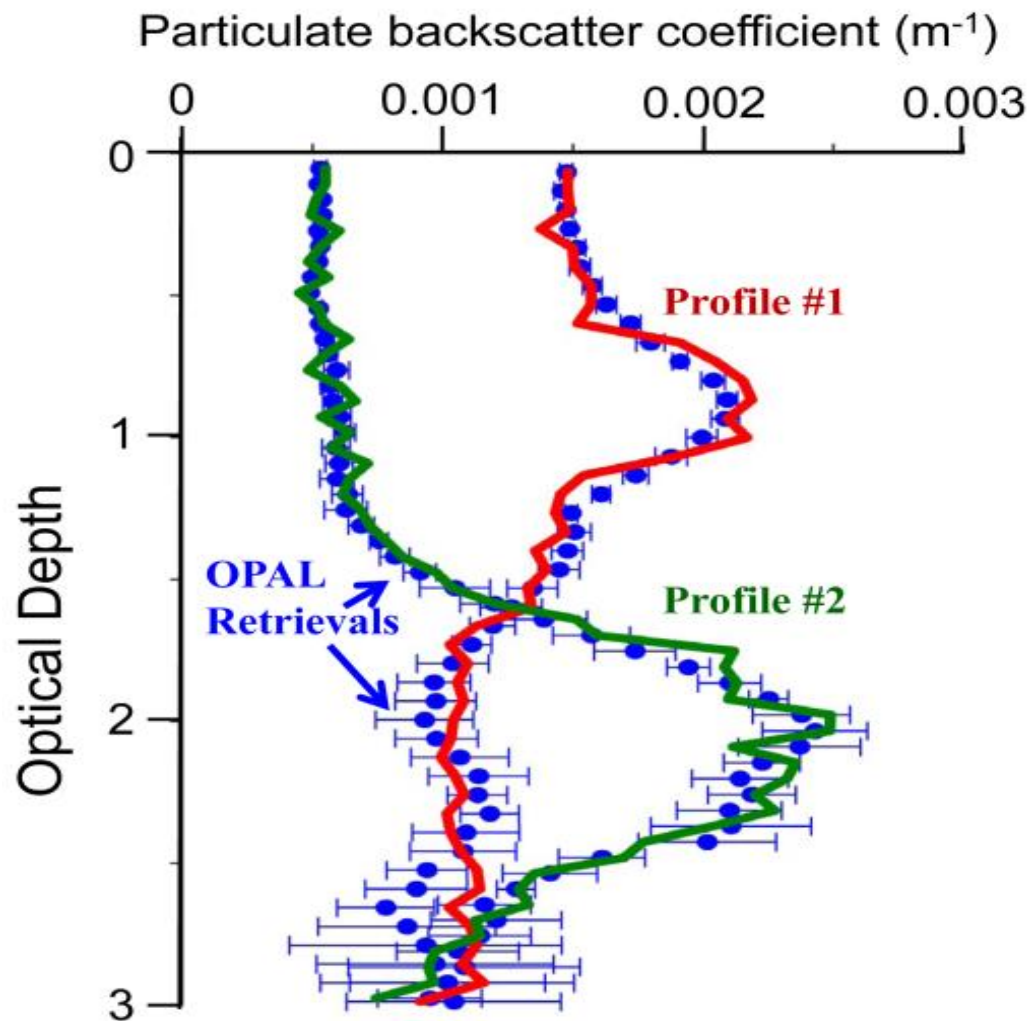 Particulate backscatter coefficient (m⁻¹)
0 0.001 0.002 0.003
0
Profile #1
1
OPAL
Retrievals
Profile #2
2
3
Optical Depth